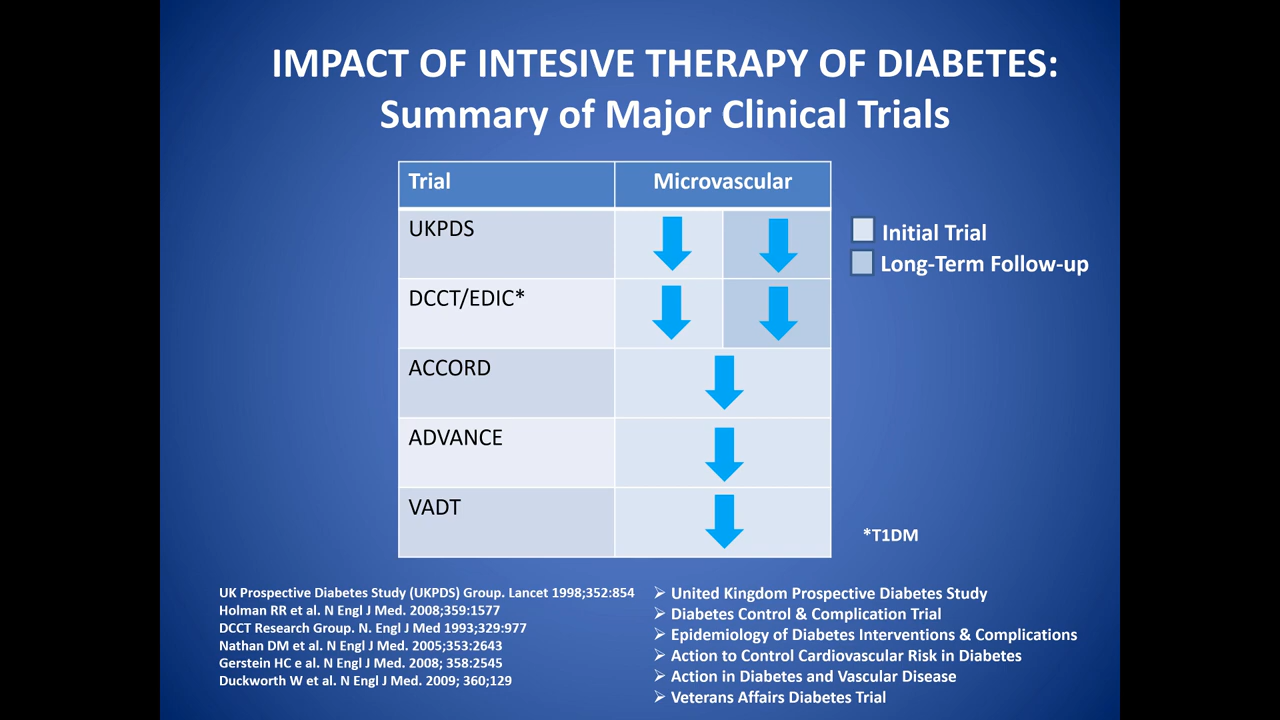 IMPACT OF INTESIVE THERAPY OF DIABETES:
Summary of Major Clinical Trials
Trial Microvascular
UKPDS
DCCT/EDIC*
ACCORD
ADVANCE
VADT
Initial Trial
Long-Term Follow-up
*T1DM
UK Prospective Diabetes Study (UKPDS) Group. Lancet 1998;352:854
Holman RR et al. N Engl J Med. 2008;359:1577
DCCT Research Group. N. Engl J Med 1993;329:977
Nathan DM et al. N Engl J Med. 2005;353:2643
Gerstein HC e al. N Engl J Med. 2008; 358:2545
Duckworth W et al. N Engl J Med. 2009; 360;129
➢ United Kingdom Prospective Diabetes Study
➢ Diabetes Control & Complication Trial
➢ Epidemiology of Diabetes Interventions & Complications
➢ Action to Control Cardiovascular Risk in Diabetes
➢ Action in Diabetes and Vascular Disease
➢ Veterans Affairs Diabetes Trial